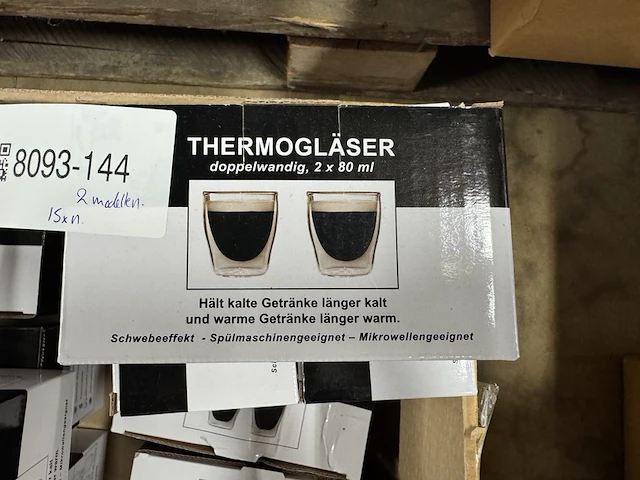 8093-144
2 modellen.
15x n.
THERMOGLÄSER
doppelwandig, 2 x 80 ml
Hält kalte Getränke länger kalt
und warme Getränke länger warm.
Schwebeeffekt - Spülmaschinengeeignet – Mikrowellengeeignet